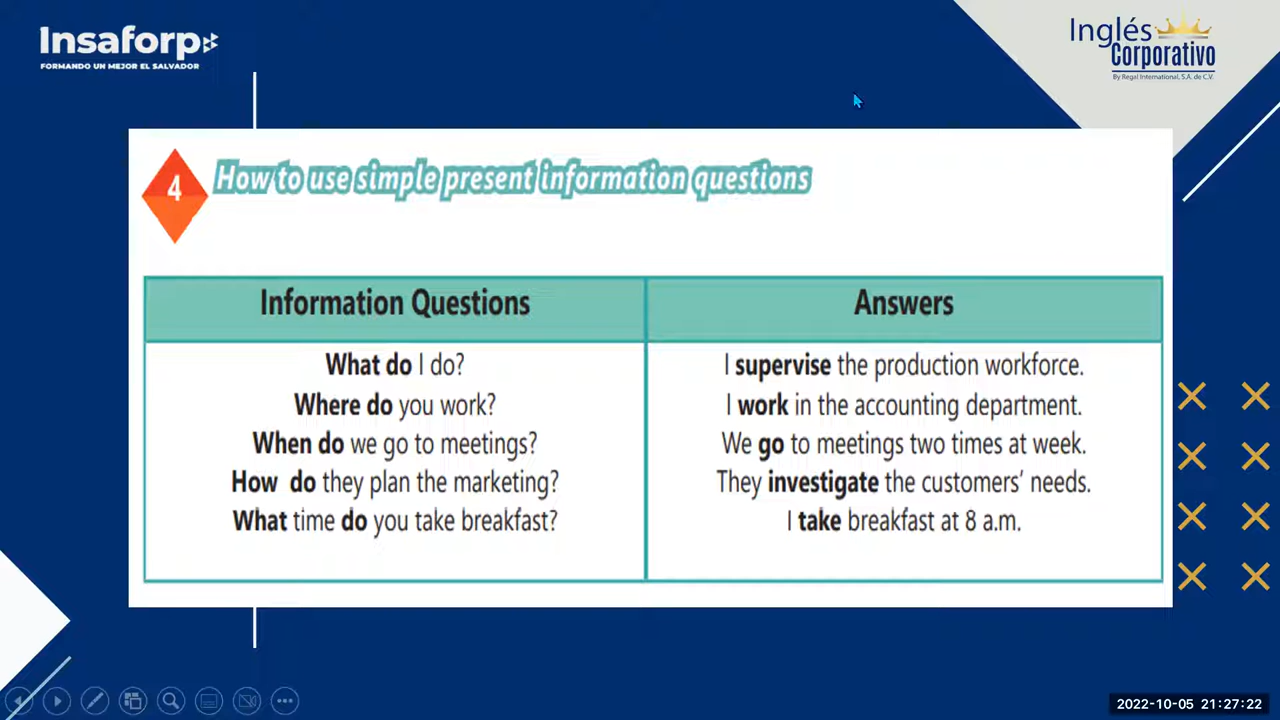 Insaforp
FORMANDO UN MEJOR EL SALVADOR
Inglés
Corporativo
By Regal International, S.A. de C.V.
4
How to use simple present information questions
Information Questions
Answers
What do I do?
I supervise the production workforce.
Where do you work?
I work in the accounting department.
When do we go to meetings?
We go to meetings two times at week.
How do they plan the marketing?
They investigate the customers' needs.
What time do you take breakfast?
I take breakfast at 8 a.m.
2022-10-05 21:27:22